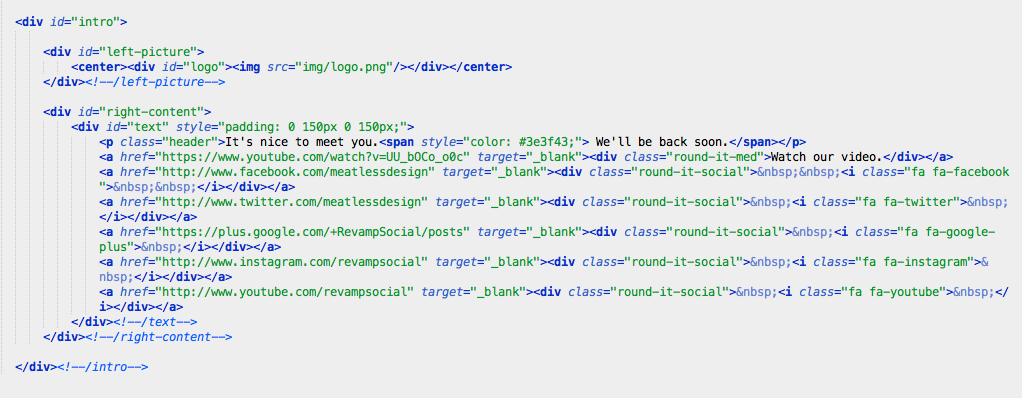 <div id="intro">
<div id="left-picture">
<center><div id="logo"><img src="img/logo.png"/></div></center>
</div><!--/left-picture-->
<div id="right-content">
<div id="text" style="padding: 0 150px 0 150px;">
<p class="header">It's nice to meet you.<span style="color: #3e3f43;"> We'll be back soon.</span></p>
<a href="https://www.youtube.com/watch?v=UU_bOCo_o0c" target="_blank"><div class="round-it-med">Watch our video.</div></a>
<a href="http://www.facebook.com/meatlessdesign" target="_blank"><div class="round-it-social">&nbsp;&nbsp;<i class="fa fa-facebook
">&nbsp;&nbsp;</i></div></a>
<a href="http://www.twitter.com/meatlessdesign" target="_blank"><div class="round-it-social">&nbsp;<i class="fa fa-twitter">&nbsp;
</i></div></a>
<a href="https://plus.google.com/+RevampSocial/posts" target="_blank"><div class="round-it-social">&nbsp;<i class="fa fa-google-
plus">&nbsp;</i></div></a>
<a href="http://www.instagram.com/revampsocial" target="_blank"><div class="round-it-social">&nbsp;<i class="fa fa-instagram">&
nbsp;</i></div></a>
<a href="http://www.youtube.com/revampsocial" target="_blank"><div class="round-it-social">&nbsp;<i class="fa fa-youtube">&nbsp;</
i></div></a>
</div><!--/text-->
</div><!--/right-content-->
</div><!--/intro-->